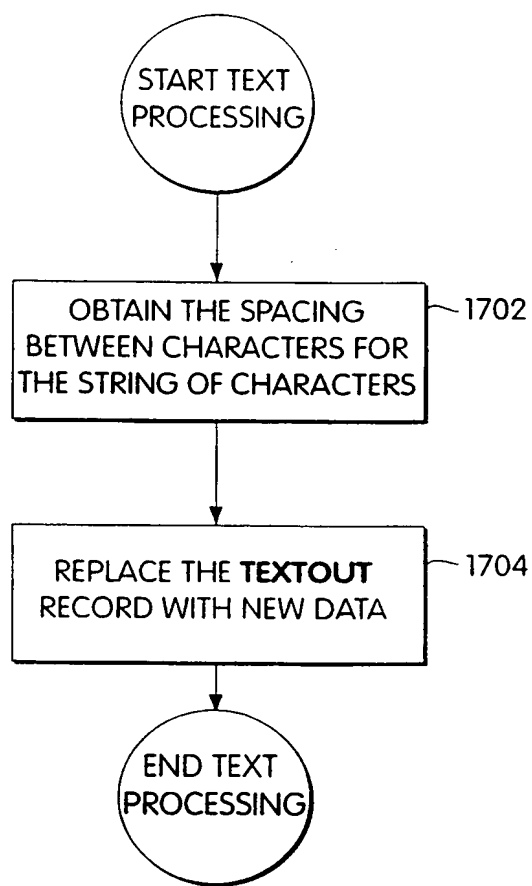 START TEXT
PROCESSING
OBTAIN THE SPACING
BETWEEN CHARACTERS FOR
THE STRING OF CHARACTERS
1702
REPLACE THE TEXTOUT
RECORD WITH NEW DATA
1704
END TEXT
PROCESSING